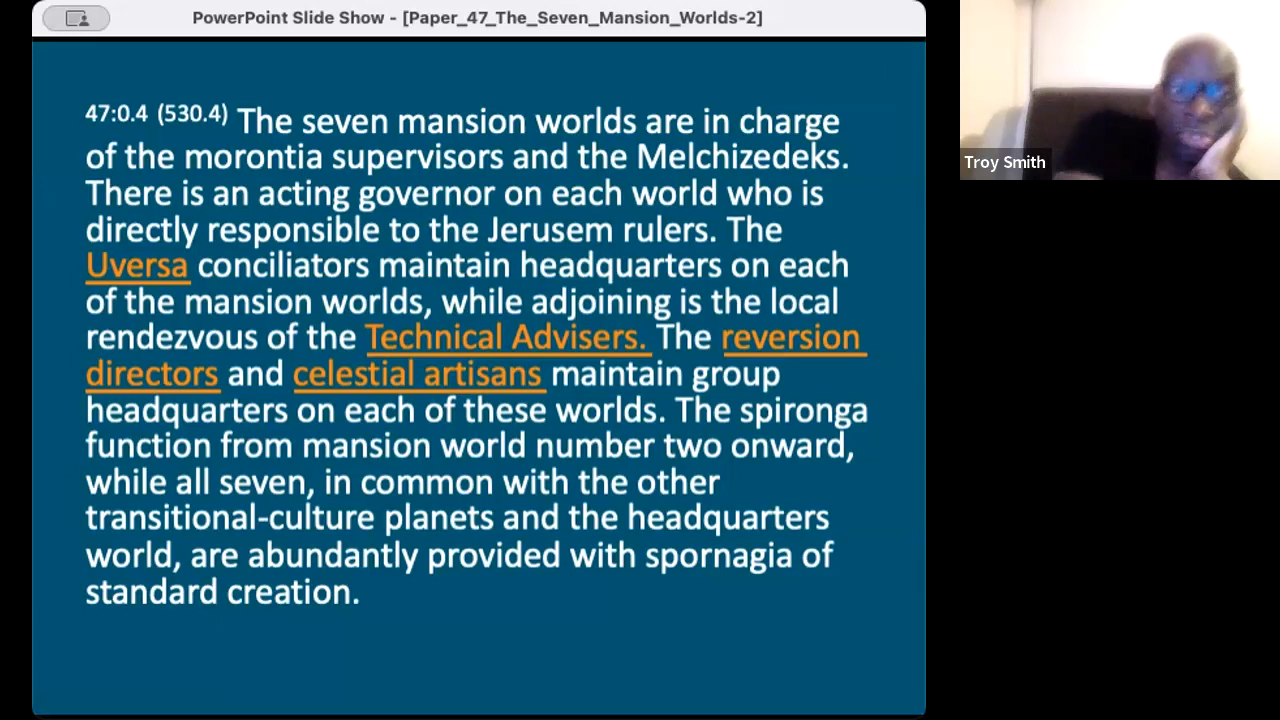 PowerPoint Slide Show - [Paper_47_The_Seven_Mansion_Worlds-2]
47:0.4 (530.4) The seven mansion worlds are in charge
of the morontia supervisors and the Melchizedeks.
There is an acting governor on each world who is
directly responsible to the Jerusem rulers. The
Uversa conciliators maintain headquarters on each
of the mansion worlds, while adjoining is the local
rendezvous of the Technical Advisers. The reversion
directors and celestial artisans maintain group
headquarters on each of these worlds. The spironga
function from mansion world number two onward,
while all seven, in common with the other
transitional-culture planets and the headquarters
world, are abundantly provided with spornagia of
standard creation.
Troy Smith